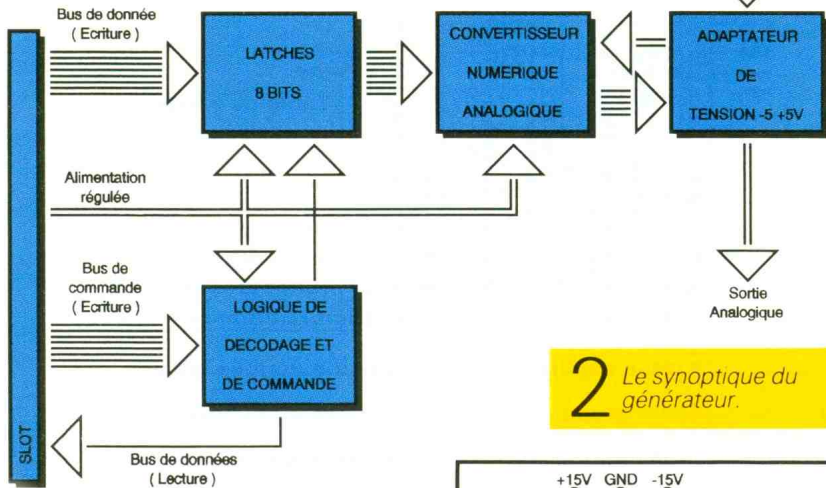 Bus de donnée
( Ecriture )
LATCHES
8 BITS
CONVERTISSEUR
NUMERIQUE
ANALOGIQUE
ADAPTATEUR
DE
TENSION -5 +5V
Alimentation
régulée
Bus de
commande
( Ecriture )
LOGIQUE DE
DECODAGE ET
DE COMMANDE
Sortie
Analogique
SLOT
Bus de données
( Lecture )
2 Le synoptique du
générateur.
+15V GND -15V